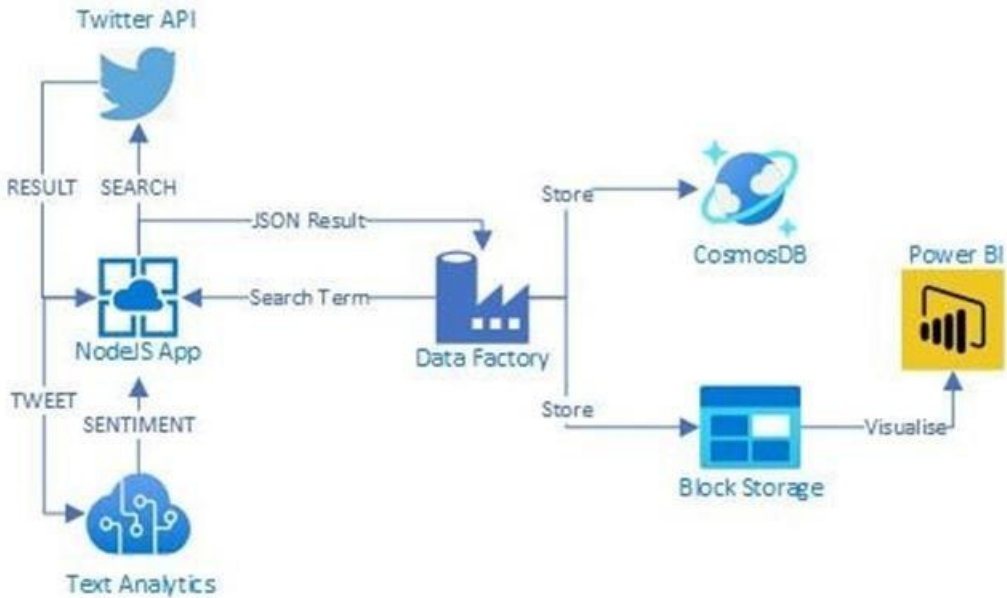 Twitter API
RESULT
SEARCH
JSON Result
Store
CosmosDB
Power BI
Search Term
NodeJS App
Data Factory
TWEET
SENTIMENT
Store
Visualise
Block Storage
Text Analytics